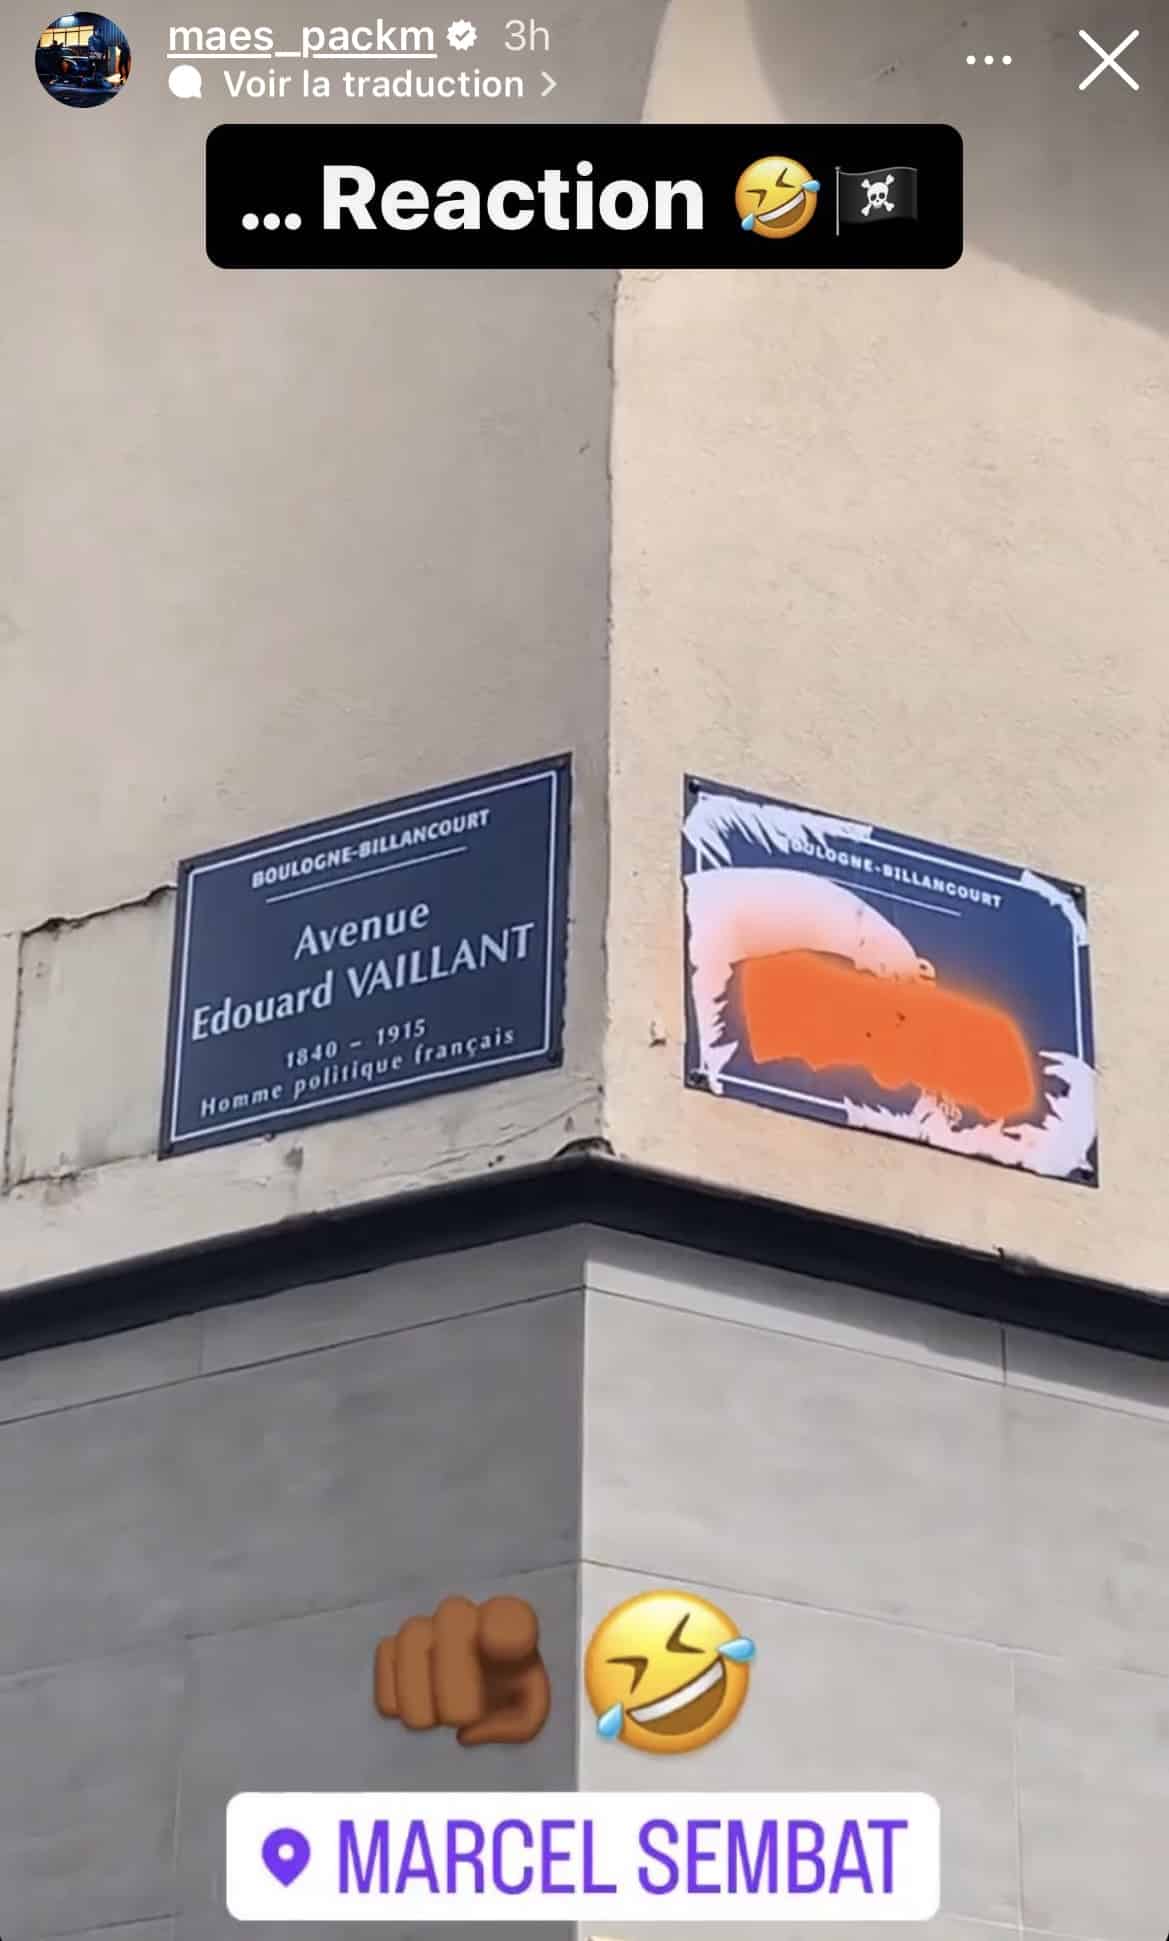 maes_packm 3h
Voir la traduction
... Reaction 🤣🏴‍☠️
BOULOGNE-BILLANCOURT
Avenue
Edouard VAILLANT
1840 - 1915
Homme politique français
BOULOGNE-BILLANCOURT
MARCEL SEMBAT